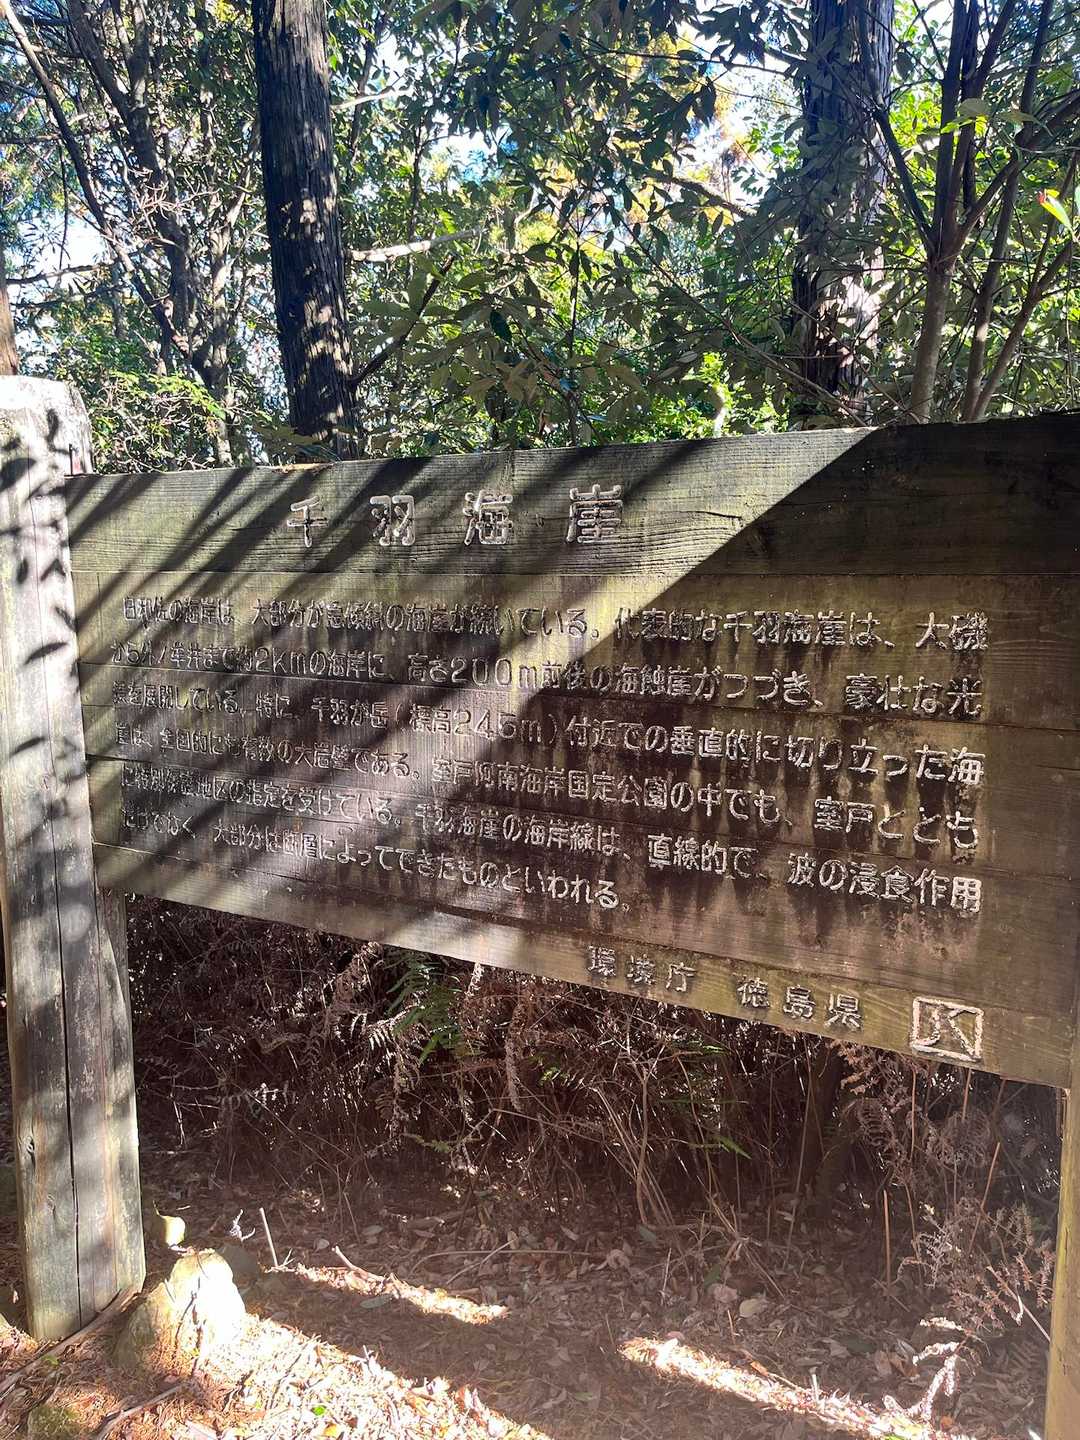 千羽海崖
日和佐の海岸は、大部分が急傾斜の海崖が続いている。代表的な千羽海崖は、大磯
から 約2Kmの海岸に、高さ200m前後の海蝕崖がつづき、豪壮な光
景を展開している。特に、千羽が岳(標高245m)付近での垂直的に切り立った海
崖は、全国的にも有数の大岩壁である。室戸阿南海岸国定公園の中でも、室戸ととも
に特別保護地区の指定を受けている。千羽海崖の海岸線は、直線的で、波の浸食作用
だけでなく、大部分は断層によってできたものといわれる。
環境庁 徳島県